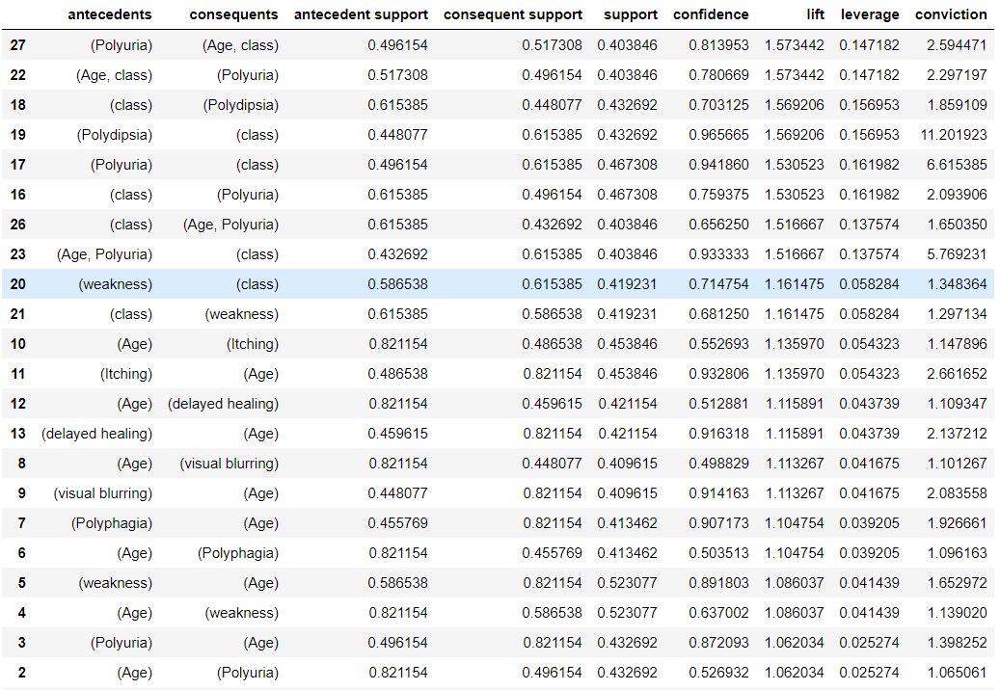 antecedents consequents antecedent support consequent support support confidence lift leverage conviction
27 (Polyuria) (Age, class) 0.496154 0.517308 0.403846 0.813953 1.573442 0.147182 2.594471
22 (Age, class) (Polyuria) 0.517308 0.496154 0.403846 0.780669 1.573442 0.147182 2.297197
18 (class) (Polydipsia) 0.615385 0.448077 0.432692 0.703125 1.569206 0.156953 1.859109
19 (Polydipsia) (class) 0.448077 0.615385 0.432692 0.965665 1.569206 0.156953 11.201923
17 (Polyuria) (class) 0.496154 0.615385 0.467308 0.941860 1.530523 0.161982 6.615385
16 (class) (Polyuria) 0.615385 0.496154 0.467308 0.759375 1.530523 0.161982 2.093906
26 (class) (Age, Polyuria) 0.615385 0.432692 0.403846 0.656250 1.516667 0.137574 1.650350
23 (Age, Polyuria) (class) 0.432692 0.615385 0.403846 0.933333 1.516667 0.137574 5.769231
20 (weakness) (class) 0.586538 0.615385 0.419231 0.714754 1.161475 0.058284 1.348364
21 (class) (weakness) 0.615385 0.586538 0.419231 0.681250 1.161475 0.058284 1.297134
10 (Age) (Itching) 0.821154 0.486538 0.453846 0.552693 1.135970 0.054323 1.147896
11 (Itching) (Age) 0.486538 0.821154 0.453846 0.932806 1.135970 0.054323 2.661652
12 (Age) (delayed healing) 0.821154 0.459615 0.421154 0.512881 1.115891 0.043739 1.109347
13 (delayed healing) (Age) 0.459615 0.821154 0.421154 0.916318 1.115891 0.043739 2.137212
8 (Age) (visual blurring) 0.821154 0.448077 0.409615 0.498829 1.113267 0.041675 1.101267
9 (visual blurring) (Age) 0.448077 0.821154 0.409615 0.914163 1.113267 0.041675 2.083558
7 (Polyphagia) (Age) 0.455769 0.821154 0.413462 0.907173 1.104754 0.039205 1.926661
6 (Age) (Polyphagia) 0.821154 0.455769 0.413462 0.503513 1.104754 0.039205 1.096163
5 (weakness) (Age) 0.586538 0.821154 0.523077 0.891803 1.086037 0.041439 1.652972
4 (Age) (weakness) 0.821154 0.586538 0.523077 0.637002 1.086037 0.041439 1.139020
3 (Polyuria) (Age) 0.496154 0.821154 0.432692 0.872093 1.062034 0.025274 1.398252
2 (Age) (Polyuria) 0.821154 0.496154 0.432692 0.526932 1.062034 0.025274 1.065061